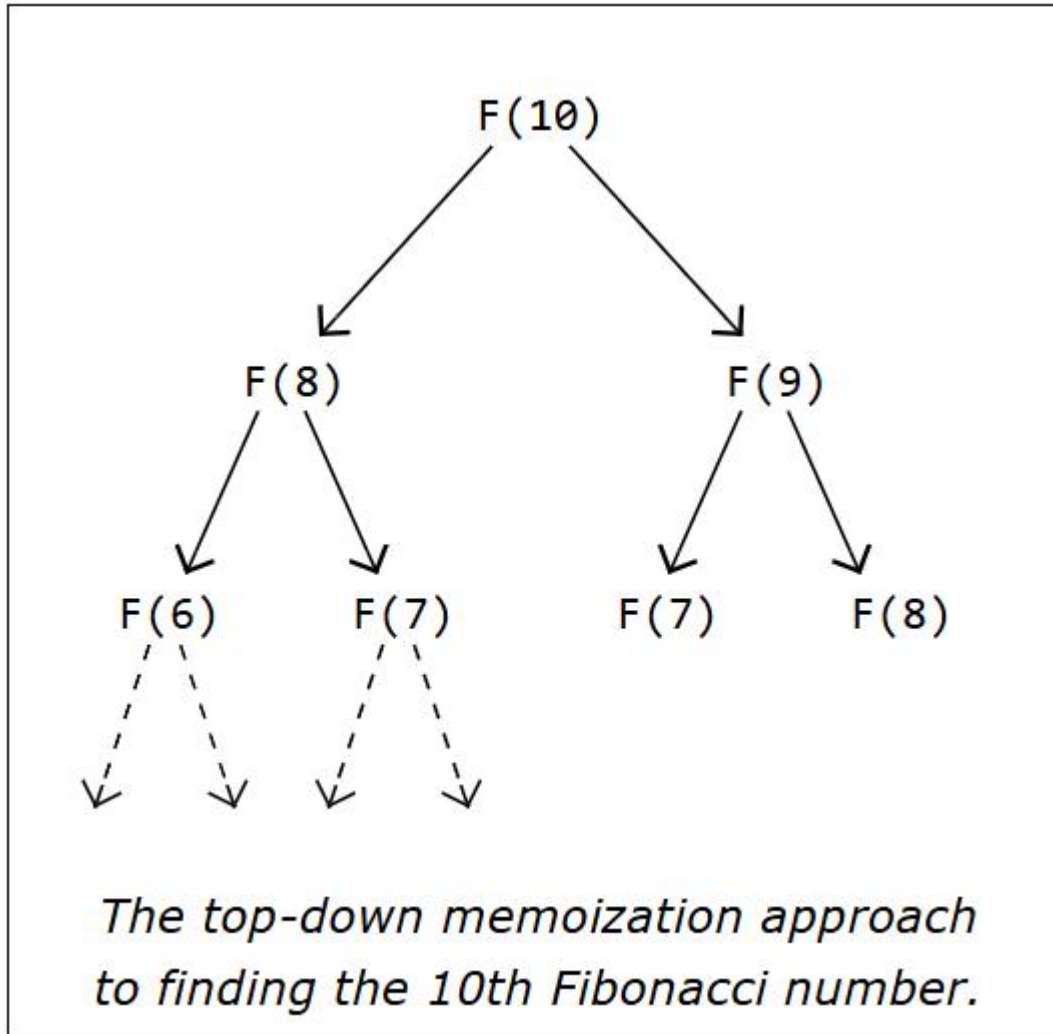 F(10)
F(8) F(9)
F(6) F(7) F(7) F(8)
The top-down memoization approach
to finding the 10th Fibonacci number.